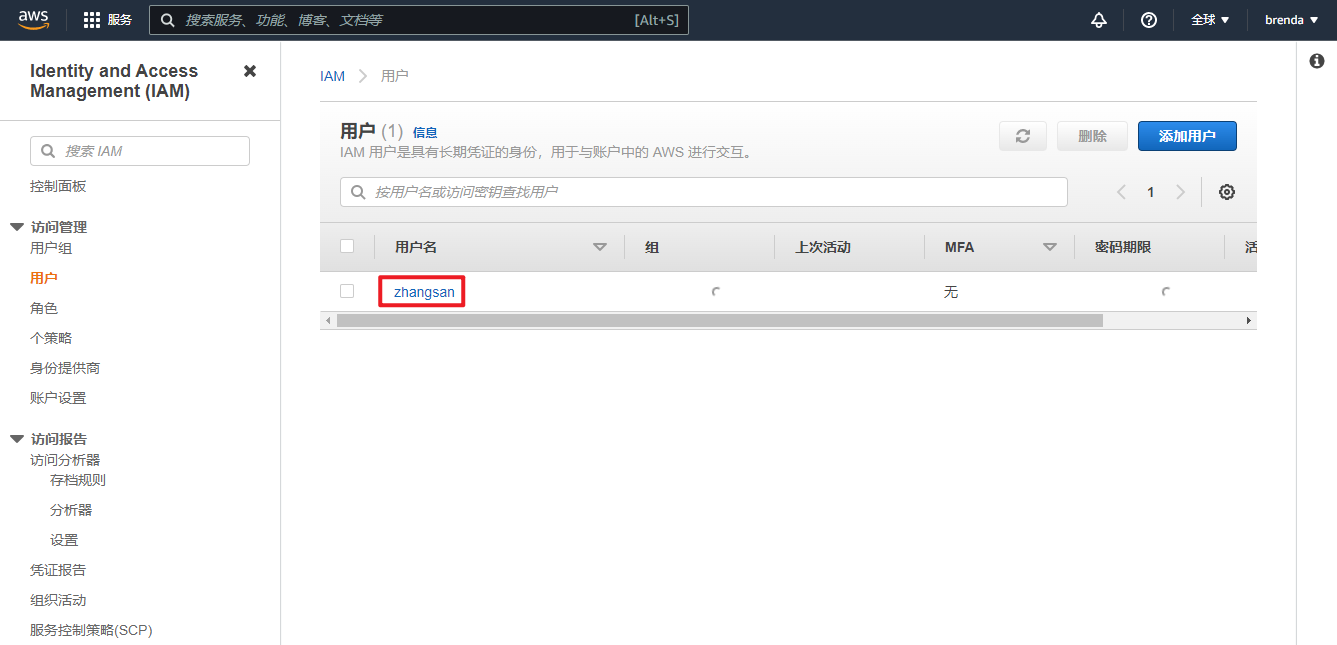 aws 服务 搜索服务、功能、博客、文档等 [Alt+S] 全球 brenda
Identity and Access
Management (IAM)
搜索 IAM
控制面板
访问管理
用户组
用户
角色
个策略
身份提供商
账户设置
访问报告
访问分析器
存档规则
分析器
设置
凭证报告
组织活动
服务控制策略(SCP)
IAM 用户
用户 (1) 信息
IAM 用户是具有长期凭证的身份，用于与账户中的 AWS 进行交互。
删除 添加用户
按用户名或访问密钥查找用户 1
用户名 组 上次活动 MFA 密码期限 活
zhangsan 无